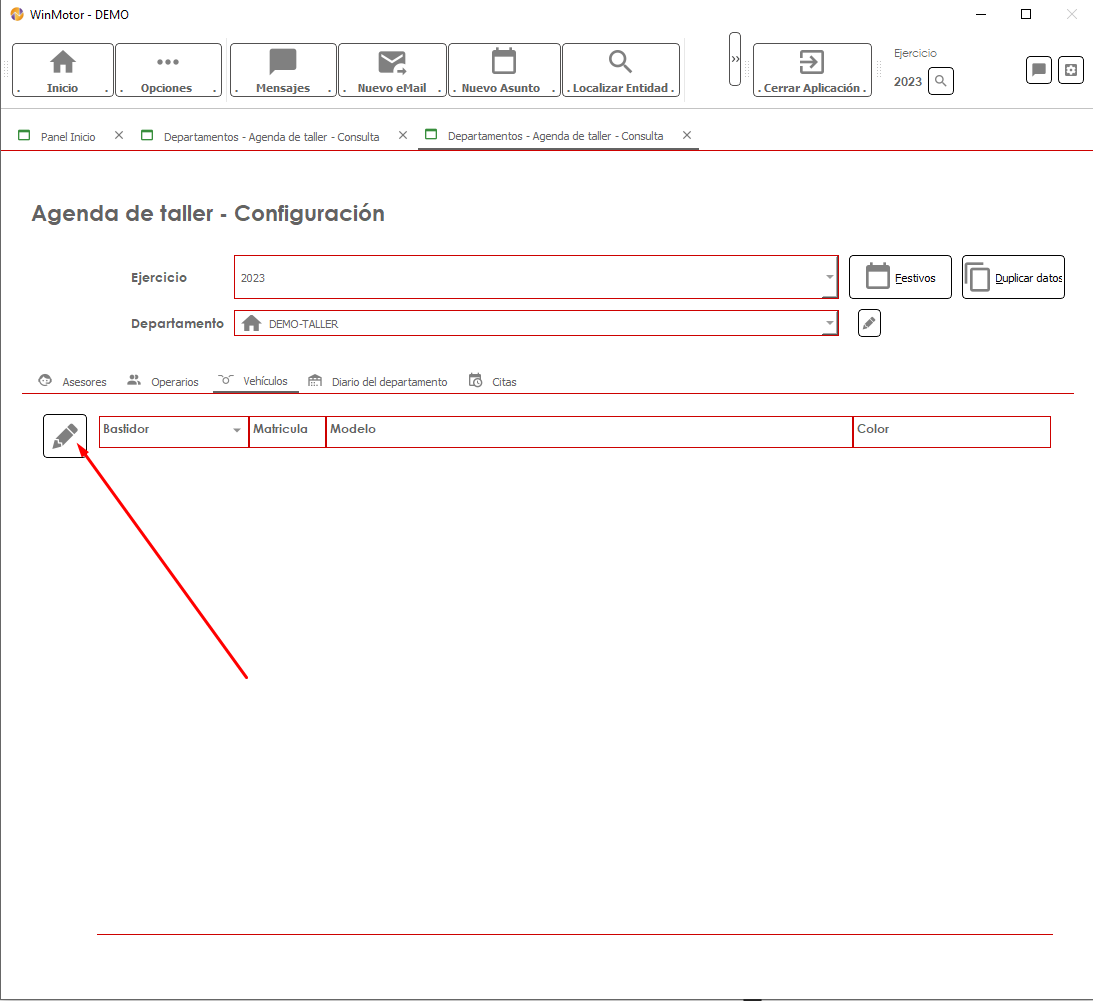 WinMotor - DEMO
Inicio
Opciones
Mensajes
Nuevo eMail
Nuevo Asunto
Localizar Entidad
Cerrar Aplicación
Ejercicio
2023
Panel Inicio
Departamentos - Agenda de taller - Consulta
Departamentos - Agenda de taller - Consulta
Agenda de taller - Configuración
Ejercicio
2023
Festivos
Duplicar datos
Departamento
DEMO-TALLER
Asesores
Operarios
Vehículos
Diario del departamento
Citas
Bastidor
Matricula
Modelo
Color